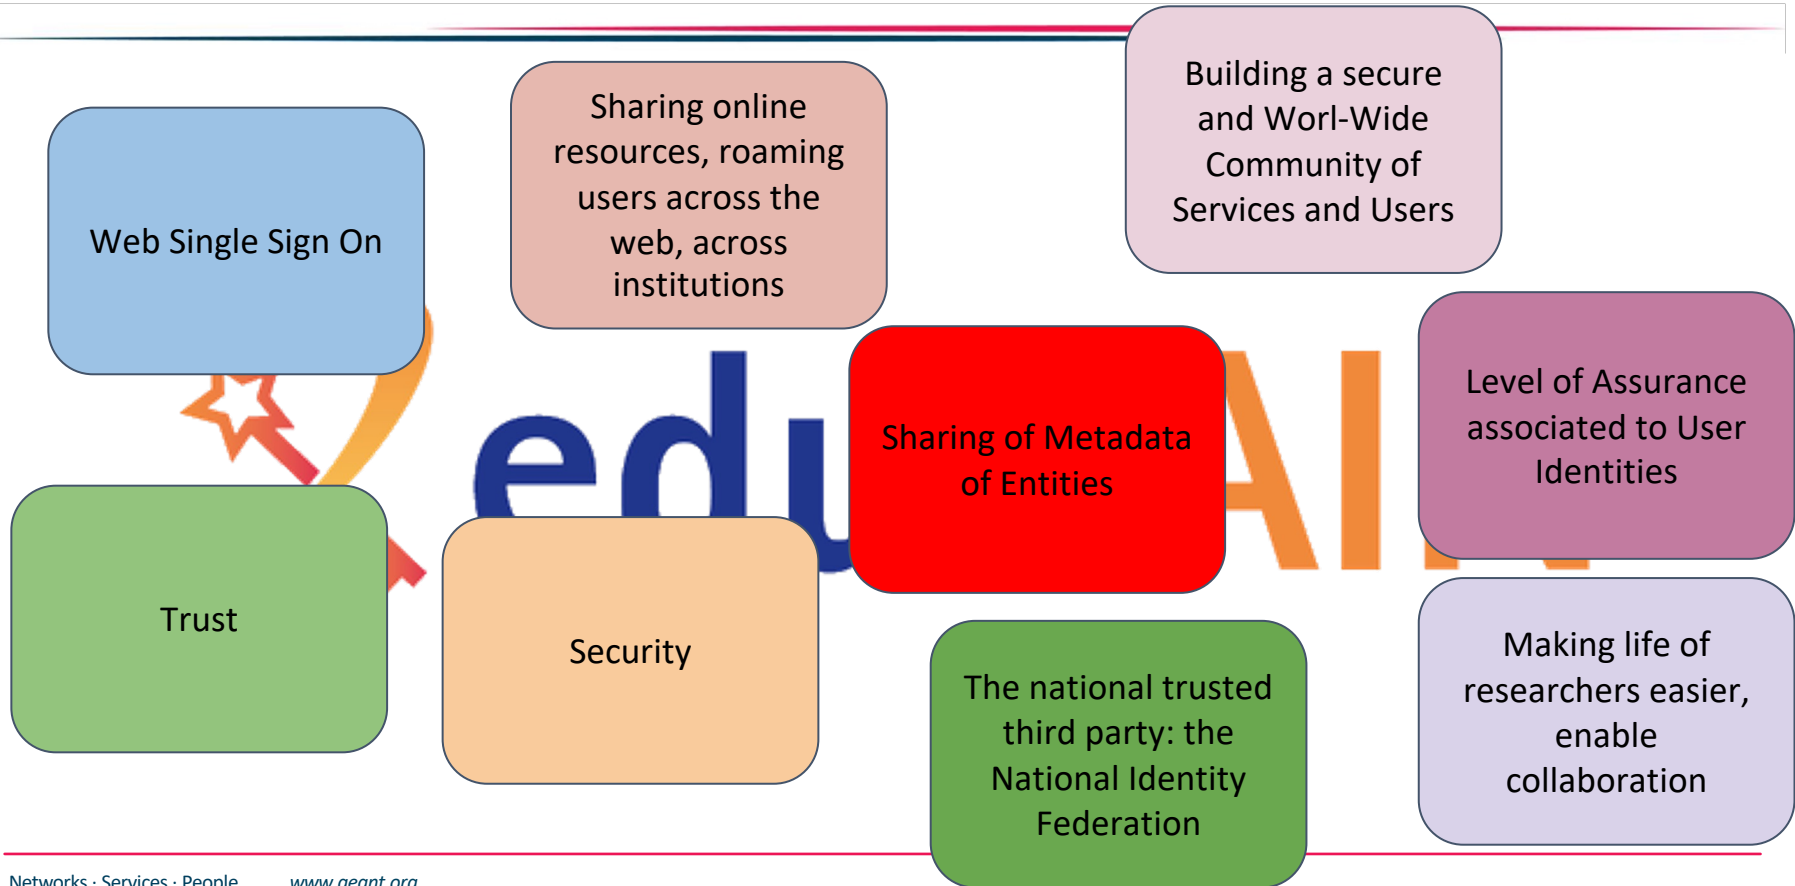 Building a secure
and Worl-Wide
Community of
Services and Users
Sharing online
resources, roaming
users across the
web, across
institutions
Web Single Sign On
Level of Assurance
associated to User
Identities
Sharing of Metadata
of Entities
edu
AI
Trust
Security
The national trusted
third party: the
National Identity
Federation
Making life of
researchers easier,
enable
collaboration
Networks · Services · People www.geant.org